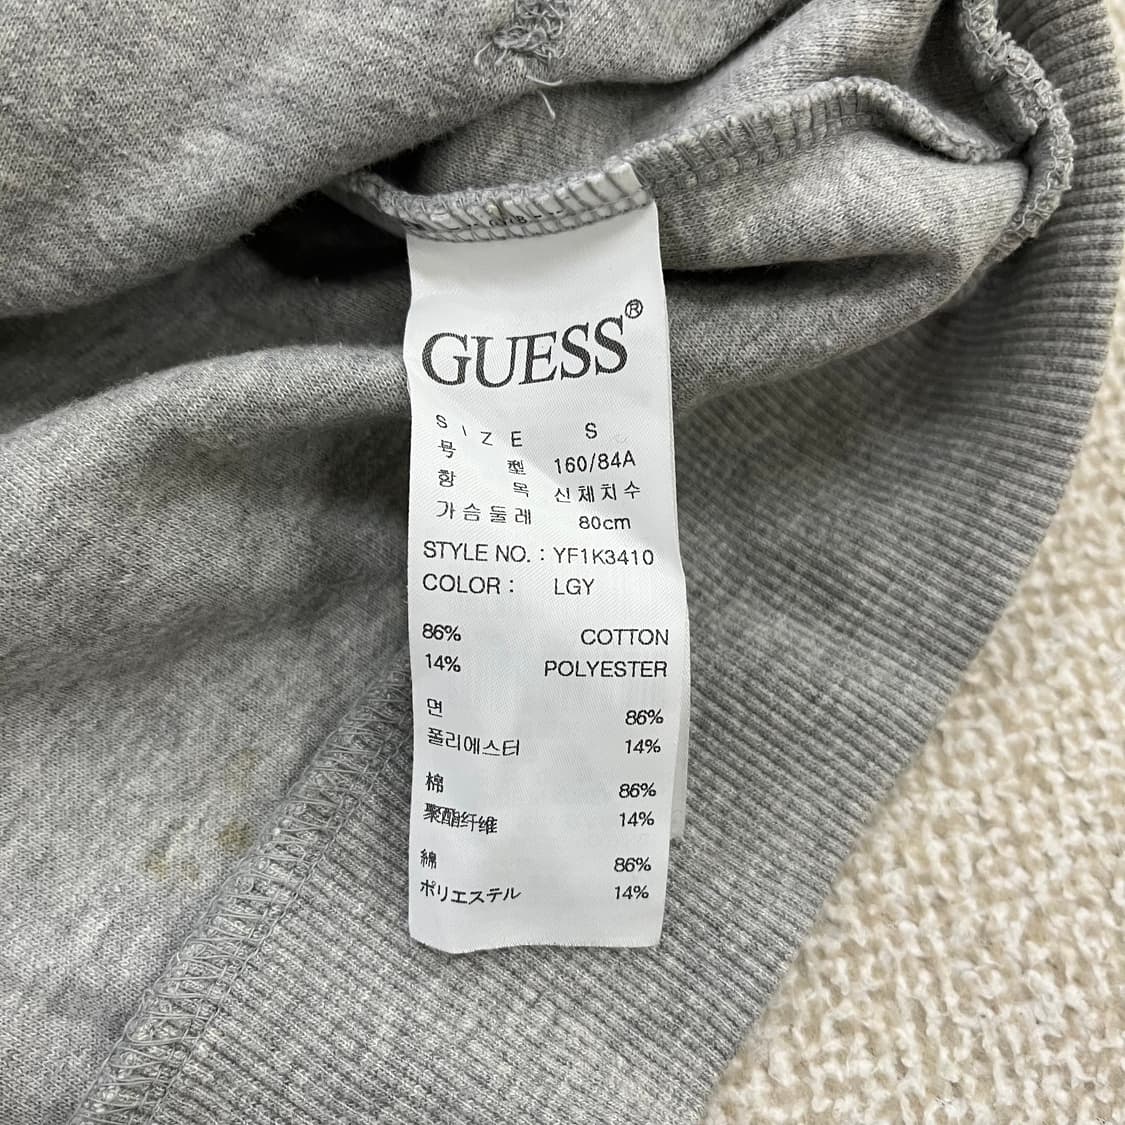 GUESS®
SIZE S
号型 160/84A
항목 신체치수
가슴둘레 80cm
STYLE NO. : YF1K3410
COLOR : LGY
86% COTTON
14% POLYESTER
면 86%
폴리에스터 14%
棉 86%
聚酯纤维 14%
綿 86%
ポリエステル 14%